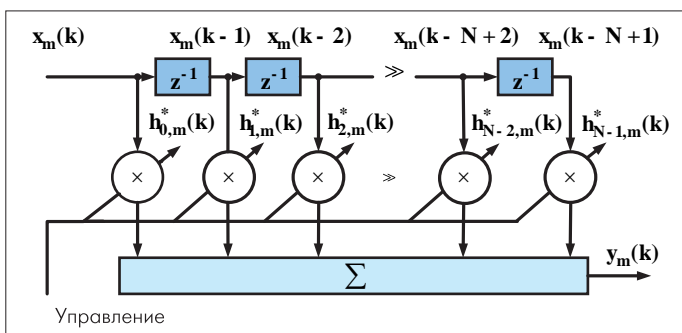 x_m(k) x_m(k - 1) x_m(k - 2) x_m(k - N + 2) x_m(k - N + 1)
z^-1 z^-1 >> z^-1
h*_0,m(k) h*_1,m(k) h*_2,m(k) h*_N-2,m(k) h*_N-1,m(k)
× × × >> × ×
y_m(k)
Σ
Управление